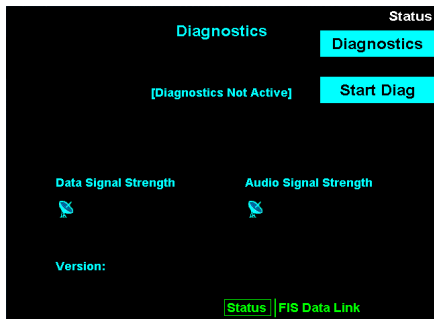 Status
Diagnostics
Diagnostics
[Diagnostics Not Active]
Start Diag
Data Signal Strength
Audio Signal Strength
Version:
Status
FIS Data Link